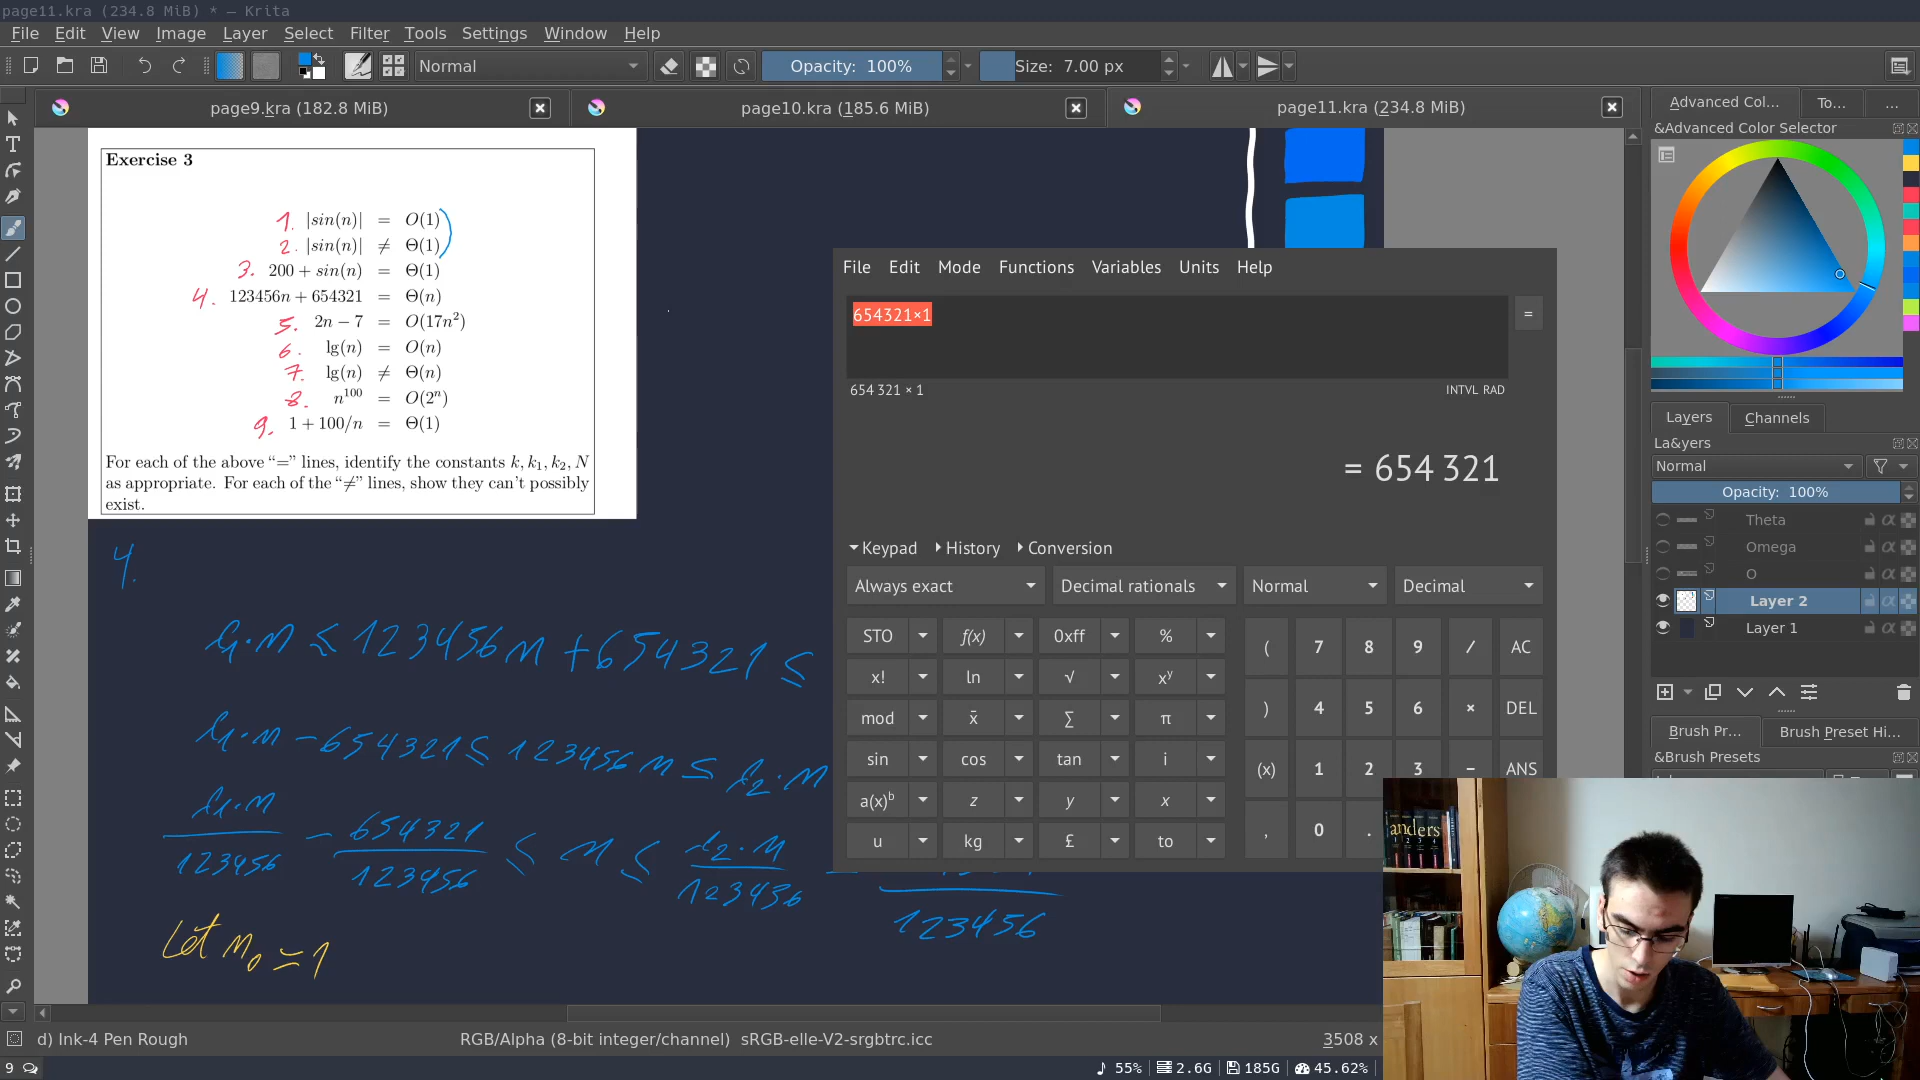 page11.kra (234.8 MiB) * — Krita
File Edit View Image Layer Select Filter Tools Settings Window Help
Normal Opacity: 100% Size: 7.00 px
page9.kra (182.8 MiB) page10.kra (185.6 MiB) page11.kra (234.8 MiB)
Advanced Col... To... ...
&Advanced Color Selector
Exercise 3
1. |sin(n)| = O(1)
2. |sin(n)| ≠ Θ(1)
3. 200 + sin(n) = Θ(1)
4. 123456n + 654321 = Θ(n)
5. 2n − 7 = O(17n²)
6. lg(n) = O(n)
7. lg(n) ≠ Θ(n)
8. n¹⁰⁰ = O(2ⁿ)
9. 1 + 100/n = Θ(1)
For each of the above “=” lines, identify the constants k, k₁, k₂, N
as appropriate. For each of the “≠” lines, show they can't possibly
exist.
4.
k₁·n ≤ 123456n + 654321 ≤
k₁·n − 654321 ≤ 123456n ≤ k₂·n
k₁·n / 123456 − 654321 / 123456 ≤ n ≤ k₂·n / 123436 −
123456
Let n₀ = 1
File Edit Mode Functions Variables Units Help
654321×1
=
654 321 × 1 INTVL RAD
= 654 321
Keypad History Conversion
Always exact Decimal rationals Normal Decimal
STO f(x) 0xff % ( 7 8 9 / AC
x! ln √ xʸ
mod x̄ ∑ π ) 4 5 6 × DEL
sin cos tan i (x) 1 2 3 − ANS
a(x)ᵇ z y x
u kg £ to , 0 .
Layers Channels
La&yers
Normal
Opacity: 100%
Theta
Omega
O
Layer 2
Layer 1
Brush Pr... Brush Preset Hi...
&Brush Presets
anders
d) Ink-4 Pen Rough RGB/Alpha (8-bit integer/channel) sRGB-elle-V2-srgbtrc.icc 3508 x
9 55% 2.6G 185G 45.62%